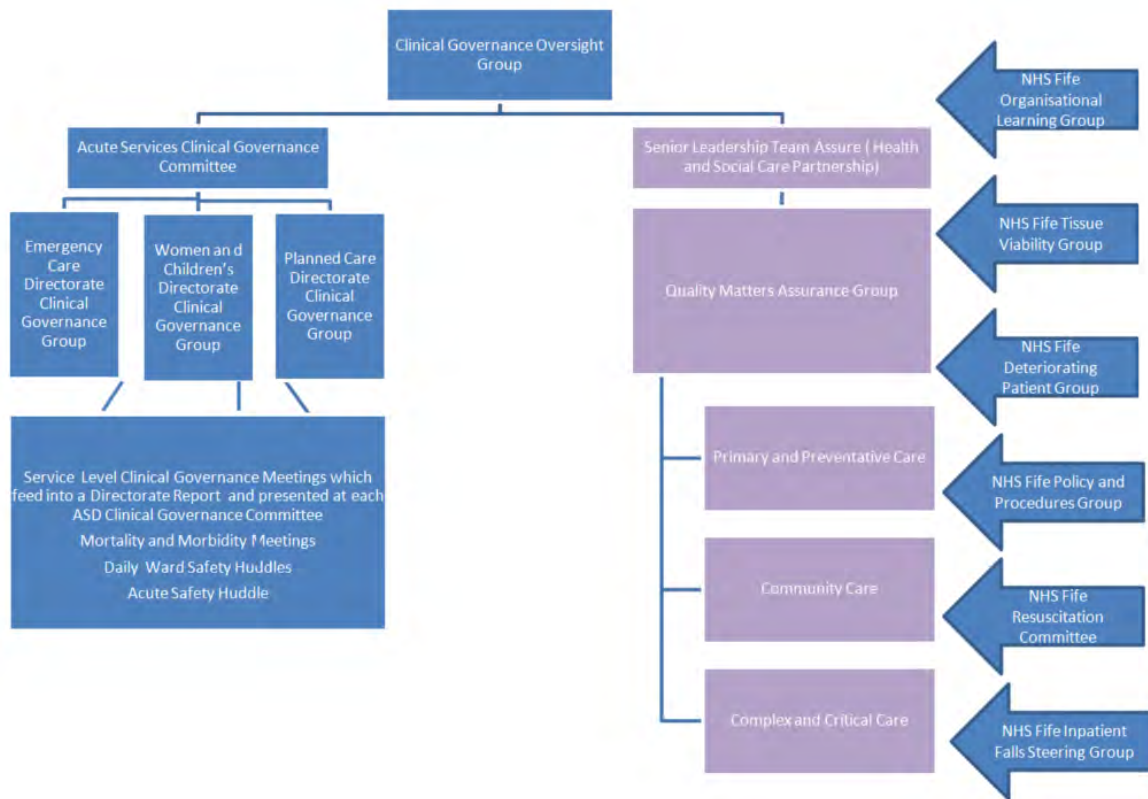 Clinical Governance Oversight
Group
Acute Services Clinical Governance
Committee
Senior Leadership Team Assure ( Health
and Social Care Partnership)
Emergency
Care
Directorate
Clinical
Governance
Group
Women and
Children's
Directorate
Clinical
Governance
Group
Planned Care
Directorate
Clinical
Governance
Group
Service Level Clinical Governance Meetings which
feed into a Directorate Report and presented at each
ASD Clinical Governance Committee
Mortality and Morbidity Meetings
Daily Ward Safety Huddles
Acute Safety Huddle
Quality Matters Assurance Group
Primary and Preventative Care
Community Care
Complex and Critical Care
NHS Fife
Organisational
Learning Group
NHS Fife Tissue
Viability Group
NHS Fife
Deteriorating
Patient Group
NHS Fife Policy and
Procedures Group
NHS Fife
Resuscitation
Committee
NHS Fife Inpatient
Falls Steering Group